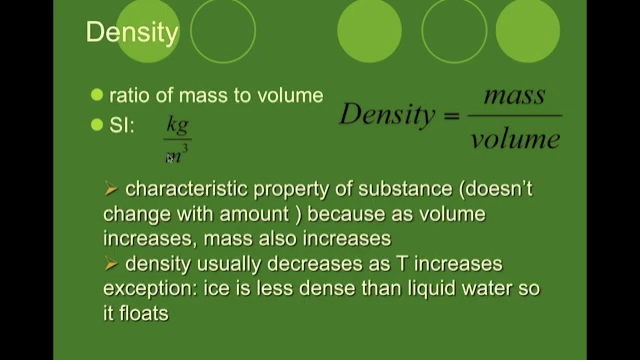 Density
ratio of mass to volume
SI: kg/m³
Density = mass/volume
characteristic property of substance (doesn't
change with amount ) because as volume
increases, mass also increases
density usually decreases as T increases
exception: ice is less dense than liquid water so
it floats